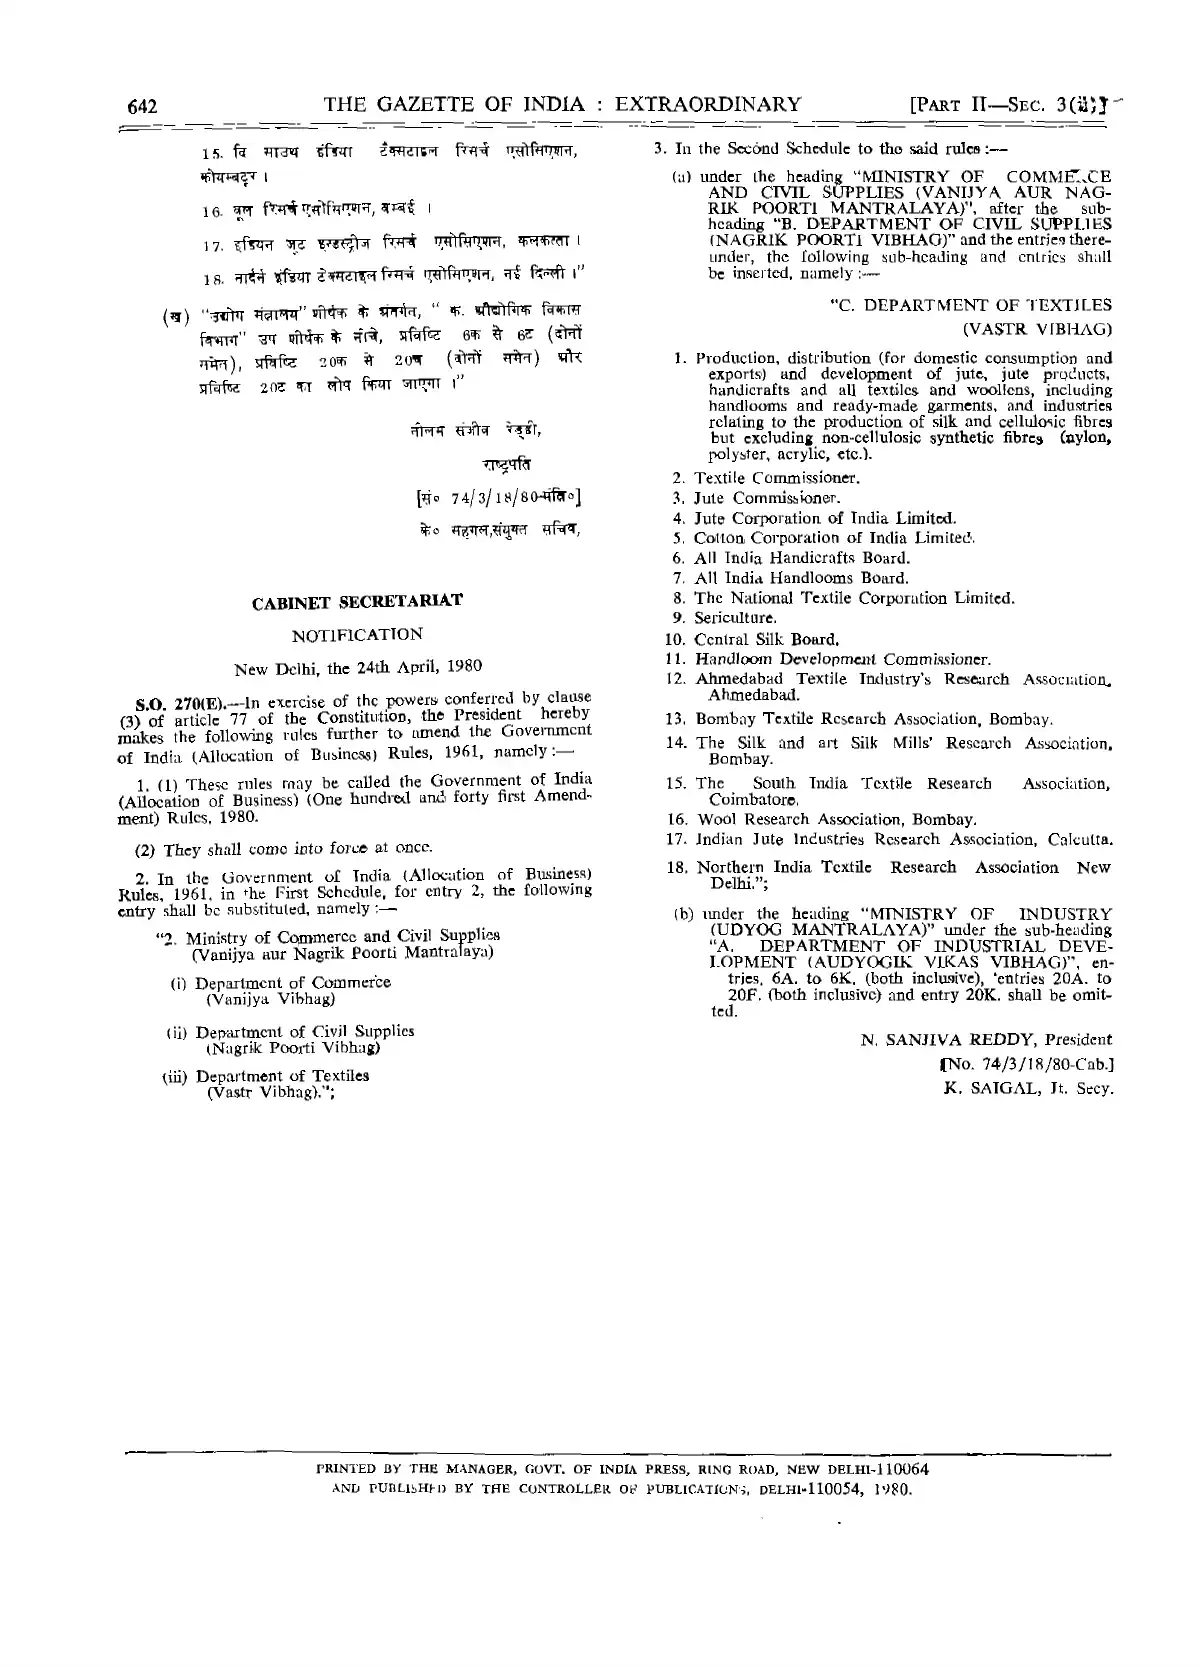 642 THE GAZETTE OF INDIA : EXTRAORDINARY [PART II—SEC. 3(ii)]
15. दि साउथ इंडिया टैक्सटाइल रिसर्च एसोसिएशन,
कोयम्बटूर ।
16. वूल रिसर्च एसोसिएशन, बम्बई ।
17. इंडियन जूट इन्डस्ट्रीज रिसर्च एसोसिएशन, कलकत्ता ।
18. नार्दर्न इंडिया टेक्सटाइल रिसर्च एसोसिएशन, नई दिल्ली ।”
(ख) “उद्योग मंत्रालय” शीर्षक के अंतर्गत, “ क. औद्योगिक विकास
विभाग” उप शीर्षक के नीचे, प्रविष्टि 6क से 6ट (दोनों
समेत), प्रविष्टि 20क से 20च (दोनों समेत) और
प्रविष्टि 20ट का लोप किया जाएगा ।”
नीलम संजीव रेड्डी,
राष्ट्रपति
[सं० 74/3/18/80-मंत्रि०]
के० सहगल,संयुक्त सचिव,
CABINET SECRETARIAT
NOTIFICATION
New Delhi, the 24th April, 1980
S.O. 270(E).—In exercise of the powers conferred by clause
(3) of article 77 of the Constitution, the President hereby
makes the following rules further to amend the Government
of India (Allocation of Business) Rules, 1961, namely :—
1. (1) These rules may be called the Government of India
(Allocation of Business) (One hundred and forty first Amend-
ment) Rules, 1980.
(2) They shall come into force at once.
2. In the Government of India (Allocation of Business)
Rules, 1961, in the First Schedule, for entry 2, the following
entry shall be substituted, namely :—
“2. Ministry of Commerce and Civil Supplies
(Vanijya aur Nagrik Poorti Mantralaya)
(i) Department of Commerce
(Vanijya Vibhag)
(ii) Department of Civil Supplies
(Nagrik Poorti Vibhag)
(iii) Department of Textiles
(Vastr Vibhag).”;
3. In the Second Schedule to the said rules :—
(a) under the heading “MINISTRY OF COMMERCE
AND CIVIL SUPPLIES (VANIJYA AUR NAG-
RIK POORTI MANTRALAYA)”, after the sub-
heading “B. DEPARTMENT OF CIVIL SUPPLIES
(NAGRIK POORTI VIBHAG)” and the entries there-
under, the following sub-heading and entries shall
be inserted, namely :—
“C. DEPARTMENT OF TEXTILES
(VASTR VIBHAG)
1. Production, distribution (for domestic consumption and
exports) and development of jute, jute products,
handicrafts and all textiles and woollens, including
handlooms and ready-made garments, and industries
relating to the production of silk and cellulosic fibres
but excluding non-cellulosic synthetic fibres (nylon,
polyster, acrylic, etc.).
2. Textile Commissioner.
3. Jute Commissioner.
4. Jute Corporation of India Limited.
5. Cotton Corporation of India Limited.
6. All India Handicrafts Board.
7. All India Handlooms Board.
8. The National Textile Corporation Limited.
9. Sericulture.
10. Central Silk Board.
11. Handloom Development Commissioner.
12. Ahmedabad Textile Industry’s Research Association,
Ahmedabad.
13. Bombay Textile Research Association, Bombay.
14. The Silk and art Silk Mills’ Research Association,
Bombay.
15. The South India Textile Research Association,
Coimbatore.
16. Wool Research Association, Bombay.
17. Indian Jute Industries Research Association, Calcutta.
18. Northern India Textile Research Association New
Delhi.”;
(b) under the heading “MINISTRY OF INDUSTRY
(UDYOG MANTRALAYA)” under the sub-heading
“A. DEPARTMENT OF INDUSTRIAL DEVE-
LOPMENT (AUDYOGIK VIKAS VIBHAG)”, en-
tries, 6A. to 6K, (both inclusive), ‘entries 20A. to
20F. (both inclusive) and entry 20K. shall be omit-
ted.
N. SANJIVA REDDY, President
[No. 74/3/18/80-Cab.]
K. SAIGAL, Jt. Secy.
PRINTED BY THE MANAGER, GOVT. OF INDIA PRESS, RING ROAD, NEW DELHI-110064
AND PUBLISHED BY THE CONTROLLER OF PUBLICATIONS, DELHI-110054, 1980.